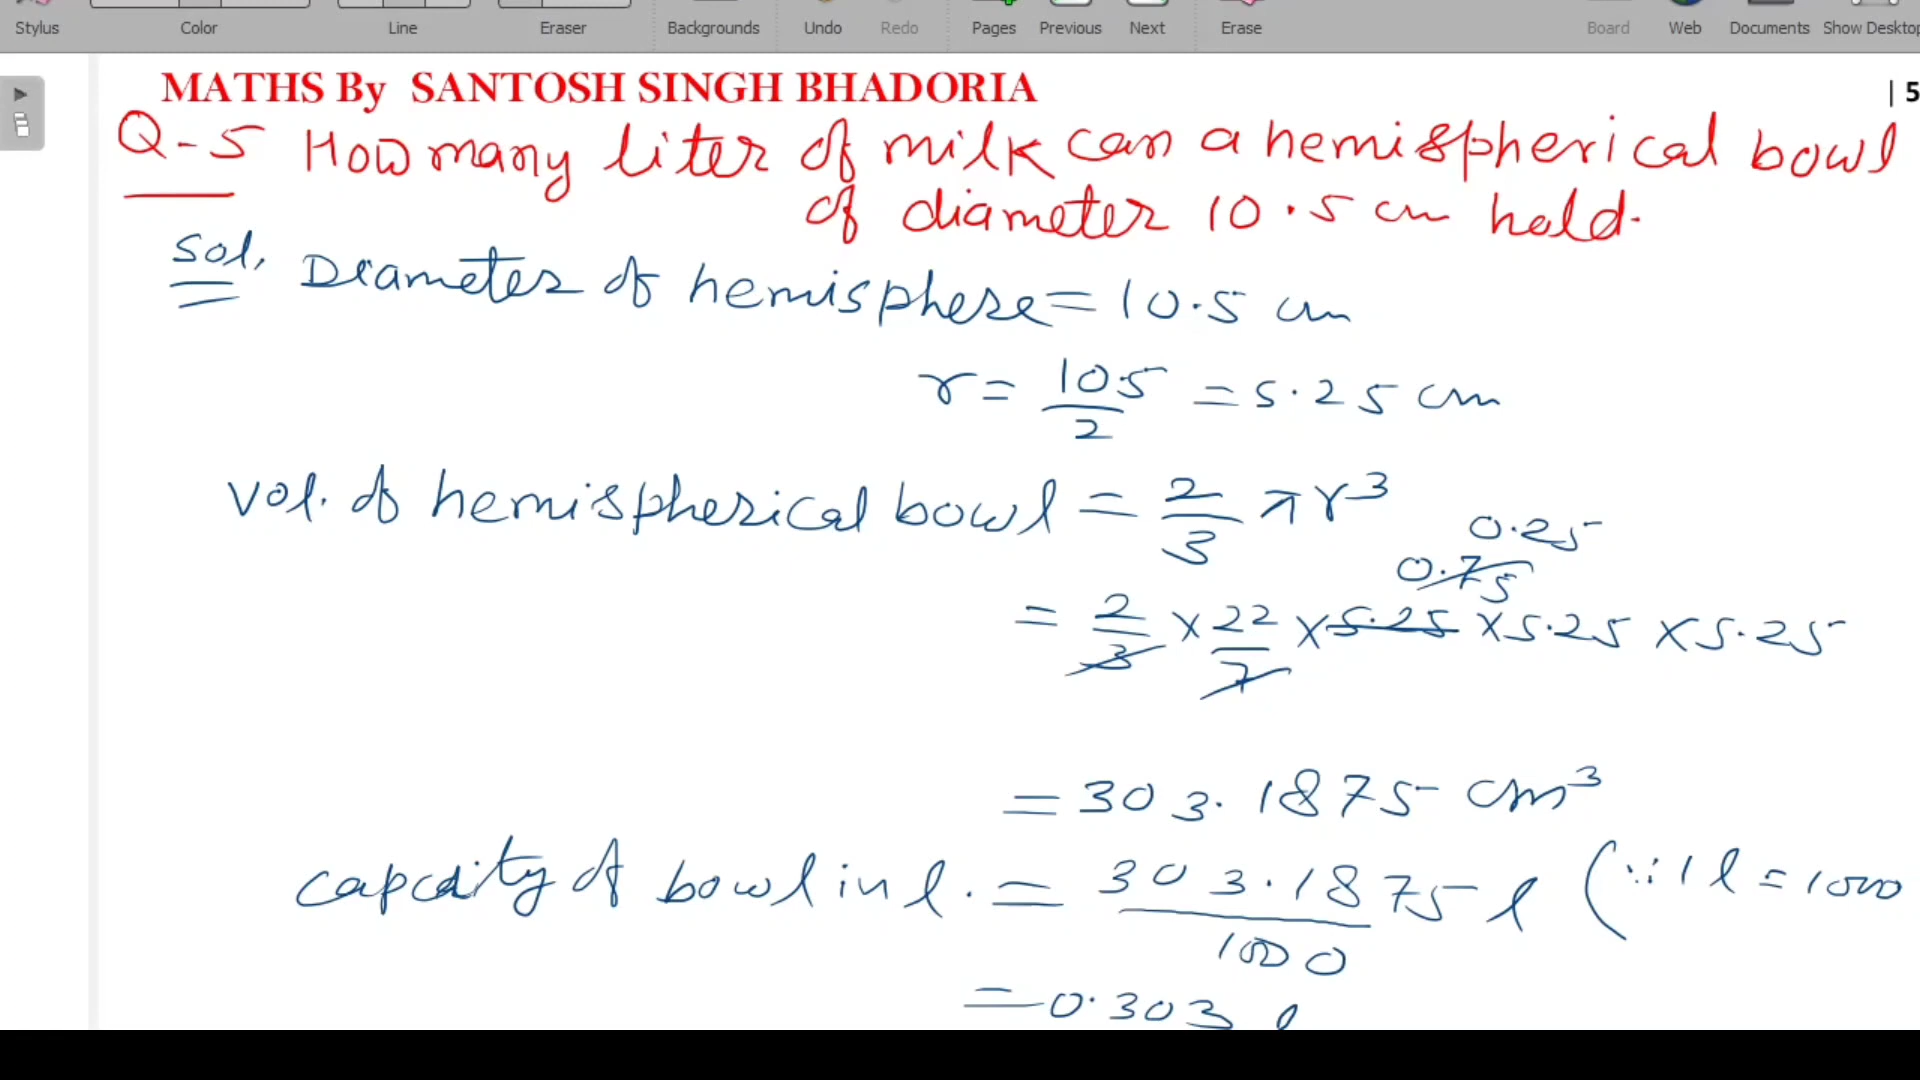 Stylus Color Line Eraser Backgrounds Undo Redo Pages Previous Next Erase Board Web Documents Show Desktop
MATHS By SANTOSH SINGH BHADORIA | 5
Q-5 How many liter of milk can a hemispherical bowl
of diameter 10.5 cm hold.
Sol. Diameter of hemisphere = 10.5 cm
r = 10.5/2 = 5.25 cm
Vol. of hemispherical bowl = 2/3 πr³
0.25
0.75
= 2/3 × 22/7 × 5.25 × 5.25 × 5.25
= 303.1875 cm³
capacity of bowl in l. = 303.1875/1000 l (∵ 1 l = 1000
= 0.303 l